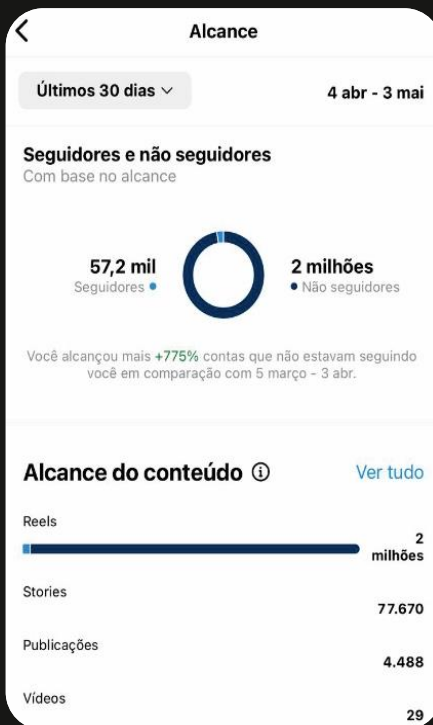 Alcance
Últimos 30 dias
4 abr - 3 mai
Seguidores e não seguidores
Com base no alcance
57,2 mil
Seguidores
2 milhões
Não seguidores
Você alcançou mais +775% contas que não estavam seguindo
você em comparação com 5 março - 3 abr.
Alcance do conteúdo
Ver tudo
Reels
2
milhões
Stories
77.670
Publicações
4.488
Vídeos
29